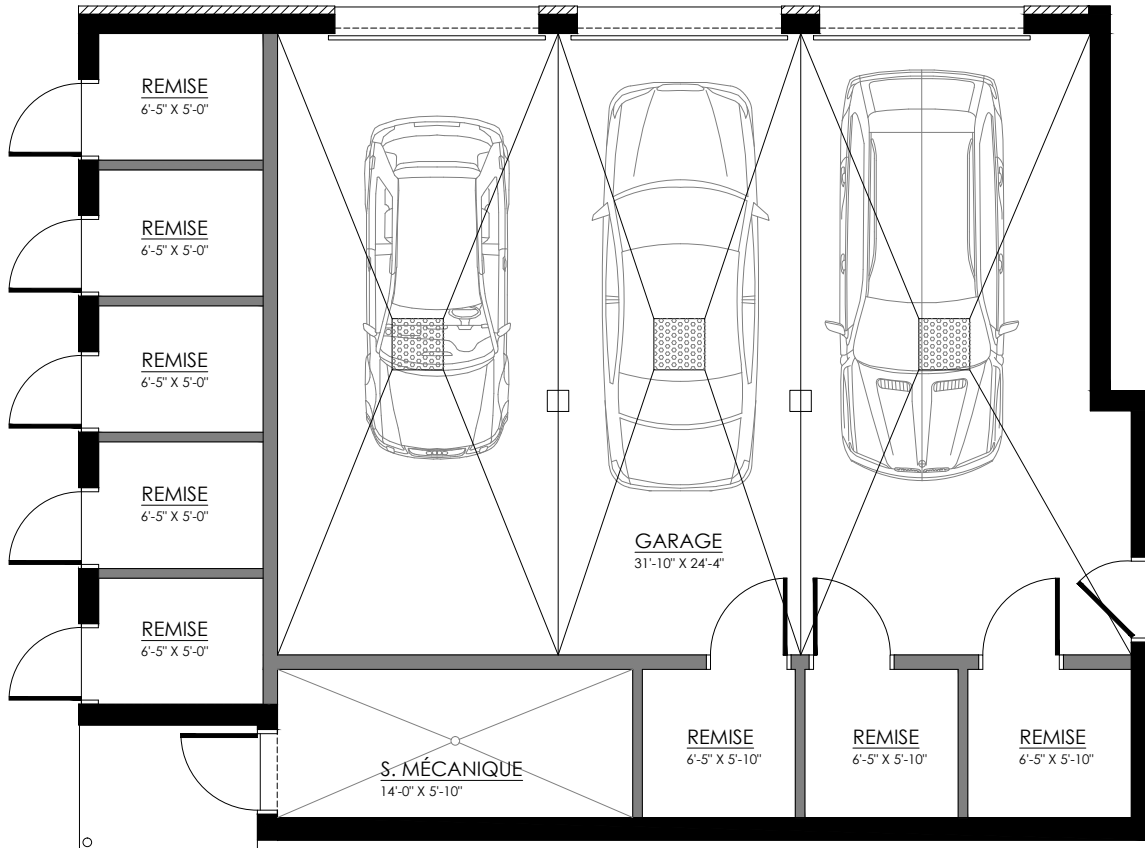 REMISE
6'-5" X 5'-0"
REMISE
6'-5" X 5'-0"
REMISE
6'-5" X 5'-0"
REMISE
6'-5" X 5'-0"
GARAGE
31'-10" X 24'-4"
REMISE
6'-5" X 5'-0"
S. MÉCANIQUE
14'-0" X 5'-10"
REMISE
6'-5" X 5'-10"
REMISE
6'-5" X 5'-10"
REMISE
6'-5" X 5'-10"